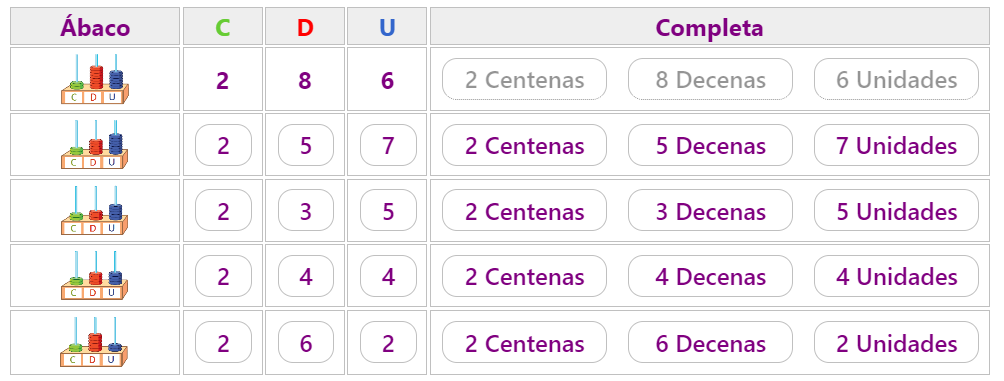 Ábaco C D U Completa
C D U 2 8 6 2 Centenas 8 Decenas 6 Unidades
C D U 2 5 7 2 Centenas 5 Decenas 7 Unidades
C D U 2 3 5 2 Centenas 3 Decenas 5 Unidades
C D U 2 4 4 2 Centenas 4 Decenas 4 Unidades
C D U 2 6 2 2 Centenas 6 Decenas 2 Unidades